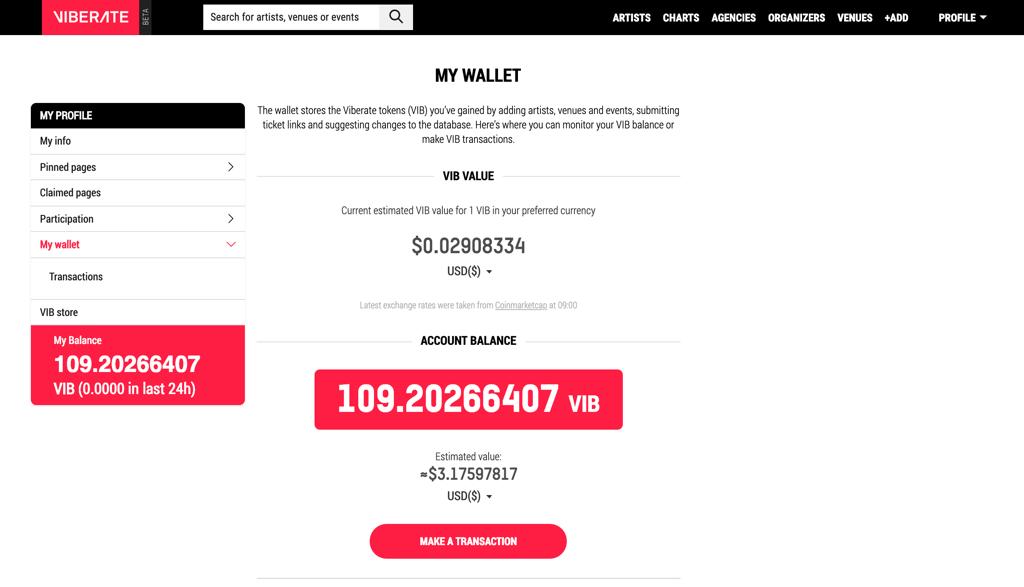 VIBERATE
BETA
Search for artists, venues or events
ARTISTS CHARTS AGENCIES ORGANIZERS VENUES +ADD PROFILE
MY WALLET
MY PROFILE
My info
Pinned pages
Claimed pages
Participation
My wallet
Transactions
VIB store
My Balance
109.20266407
VIB (0.0000 in last 24h)
The wallet stores the Viberate tokens (VIB) you've gained by adding artists, venues and events, submitting
ticket links and suggesting changes to the database. Here's where you can monitor your VIB balance or
make VIB transactions.
VIB VALUE
Current estimated VIB value for 1 VIB in your preferred currency
$0.02908334
USD($)
Latest exchange rates were taken from Coinmarketcap at 09:00
ACCOUNT BALANCE
109.20266407 VIB
Estimated value:
≈$3.17597817
USD($)
MAKE A TRANSACTION